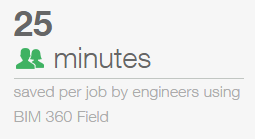 25
minutes
saved per job by engineers using
BIM 360 Field